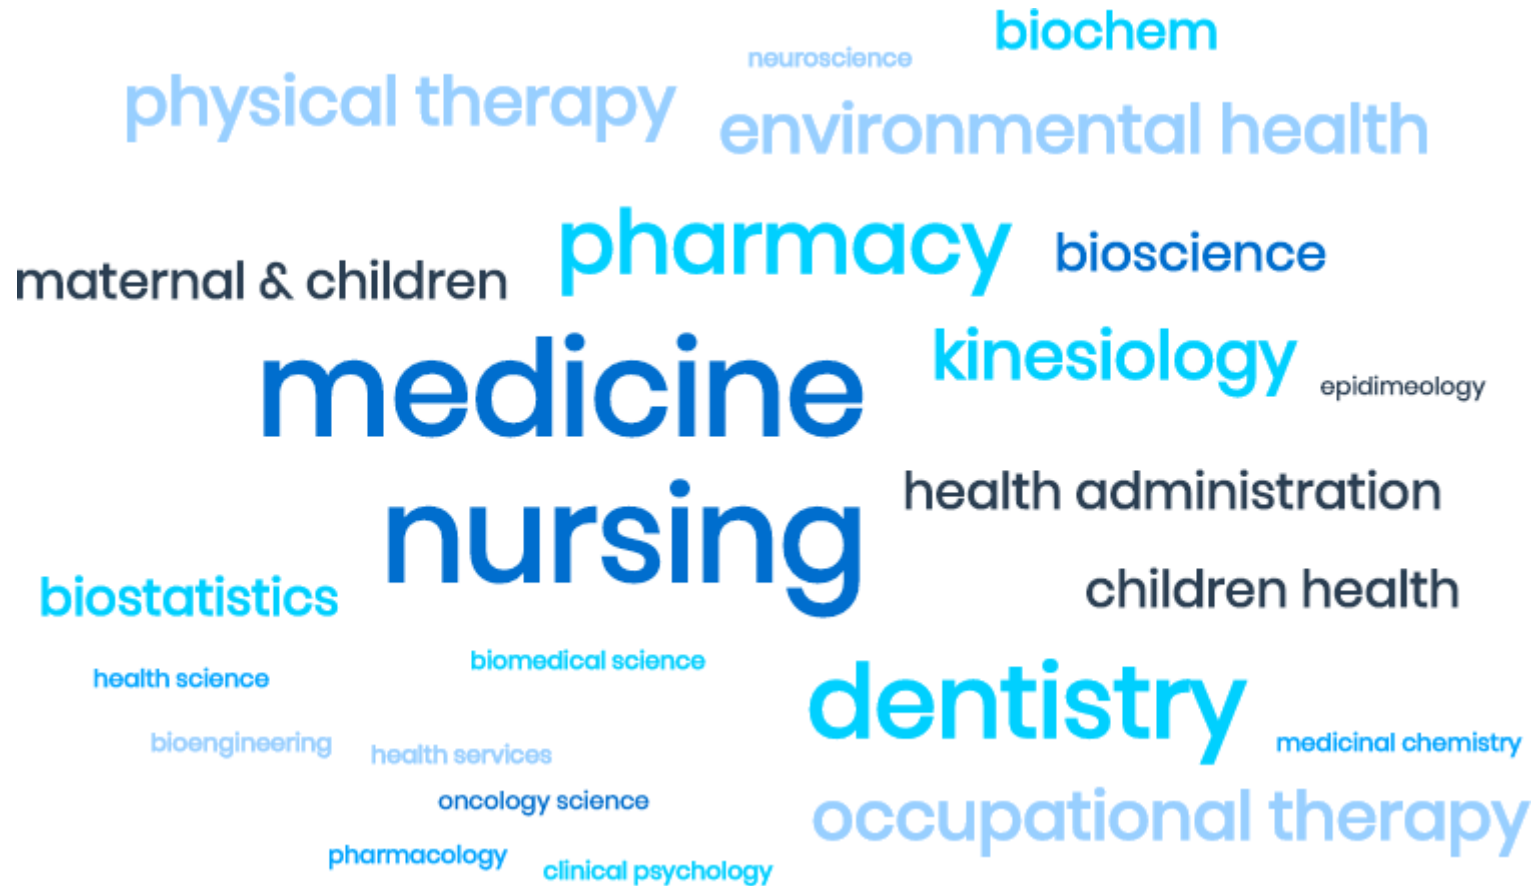 biochem
neuroscience
physical therapy
environmental health
pharmacy
bioscience
maternal & children
medicine
kinesiology
epidimeology
nursing
health administration
biostatistics
children health
biomedical science
health science
dentistry
bioengineering
health services
medicinal chemistry
oncology science
occupational therapy
pharmacology
clinical psychology